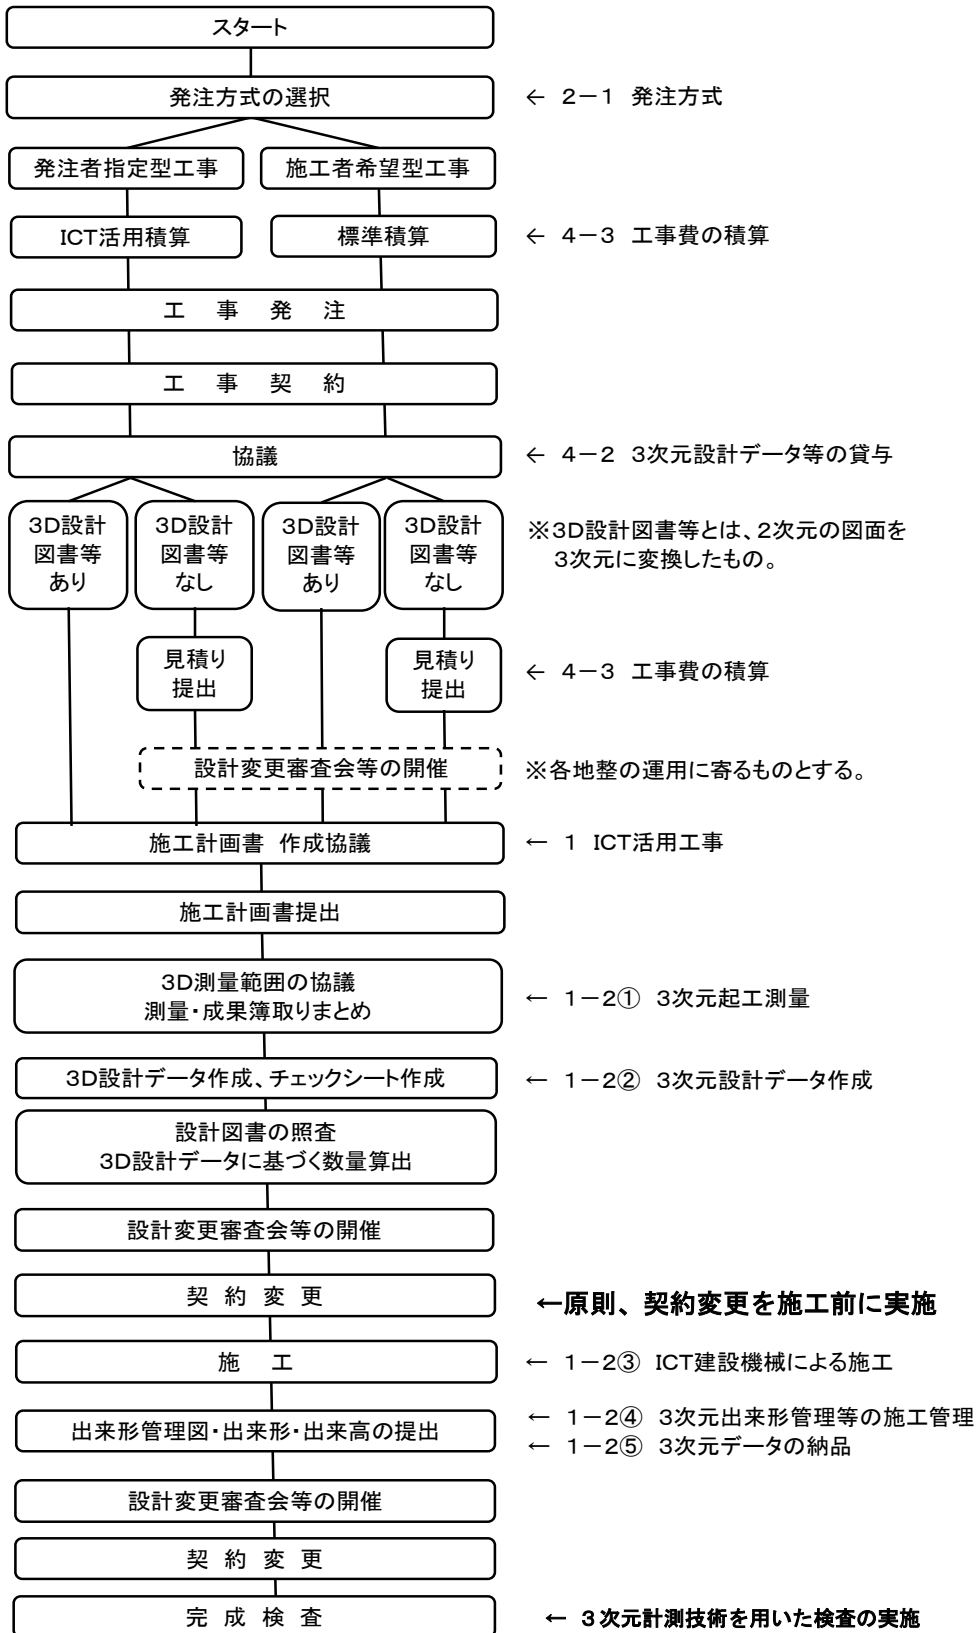 スタート
発注方式の選択
← 2-1 発注方式
発注者指定型工事
施工者希望型工事
ICT活用積算
標準積算
← 4-3 工事費の積算
工 事 発 注
工 事 契 約
協議
← 4-2 3次元設計データ等の貸与
3D設計
図書等
あり
3D設計
図書等
なし
3D設計
図書等
あり
3D設計
図書等
なし
※3D設計図書等とは、2次元の図面を
3次元に変換したもの。
見積り
提出
見積り
提出
← 4-3 工事費の積算
設計変更審査会等の開催
※各地整の運用に寄るものとする。
施工計画書 作成協議
← 1 ICT活用工事
施工計画書提出
3D測量範囲の協議
測量・成果簿取りまとめ
← 1-2① 3次元起工測量
3D設計データ作成、チェックシート作成
← 1-2② 3次元設計データ作成
設計図書の照査
3D設計データに基づく数量算出
設計変更審査会等の開催
契 約 変 更
←原則、契約変更を施工前に実施
施 工
← 1-2③ ICT建設機械による施工
出来形管理図・出来形・出来高の提出
← 1-2④ 3次元出来形管理等の施工管理
← 1-2⑤ 3次元データの納品
設計変更審査会等の開催
契 約 変 更
完 成 検 査
← 3次元計測技術を用いた検査の実施